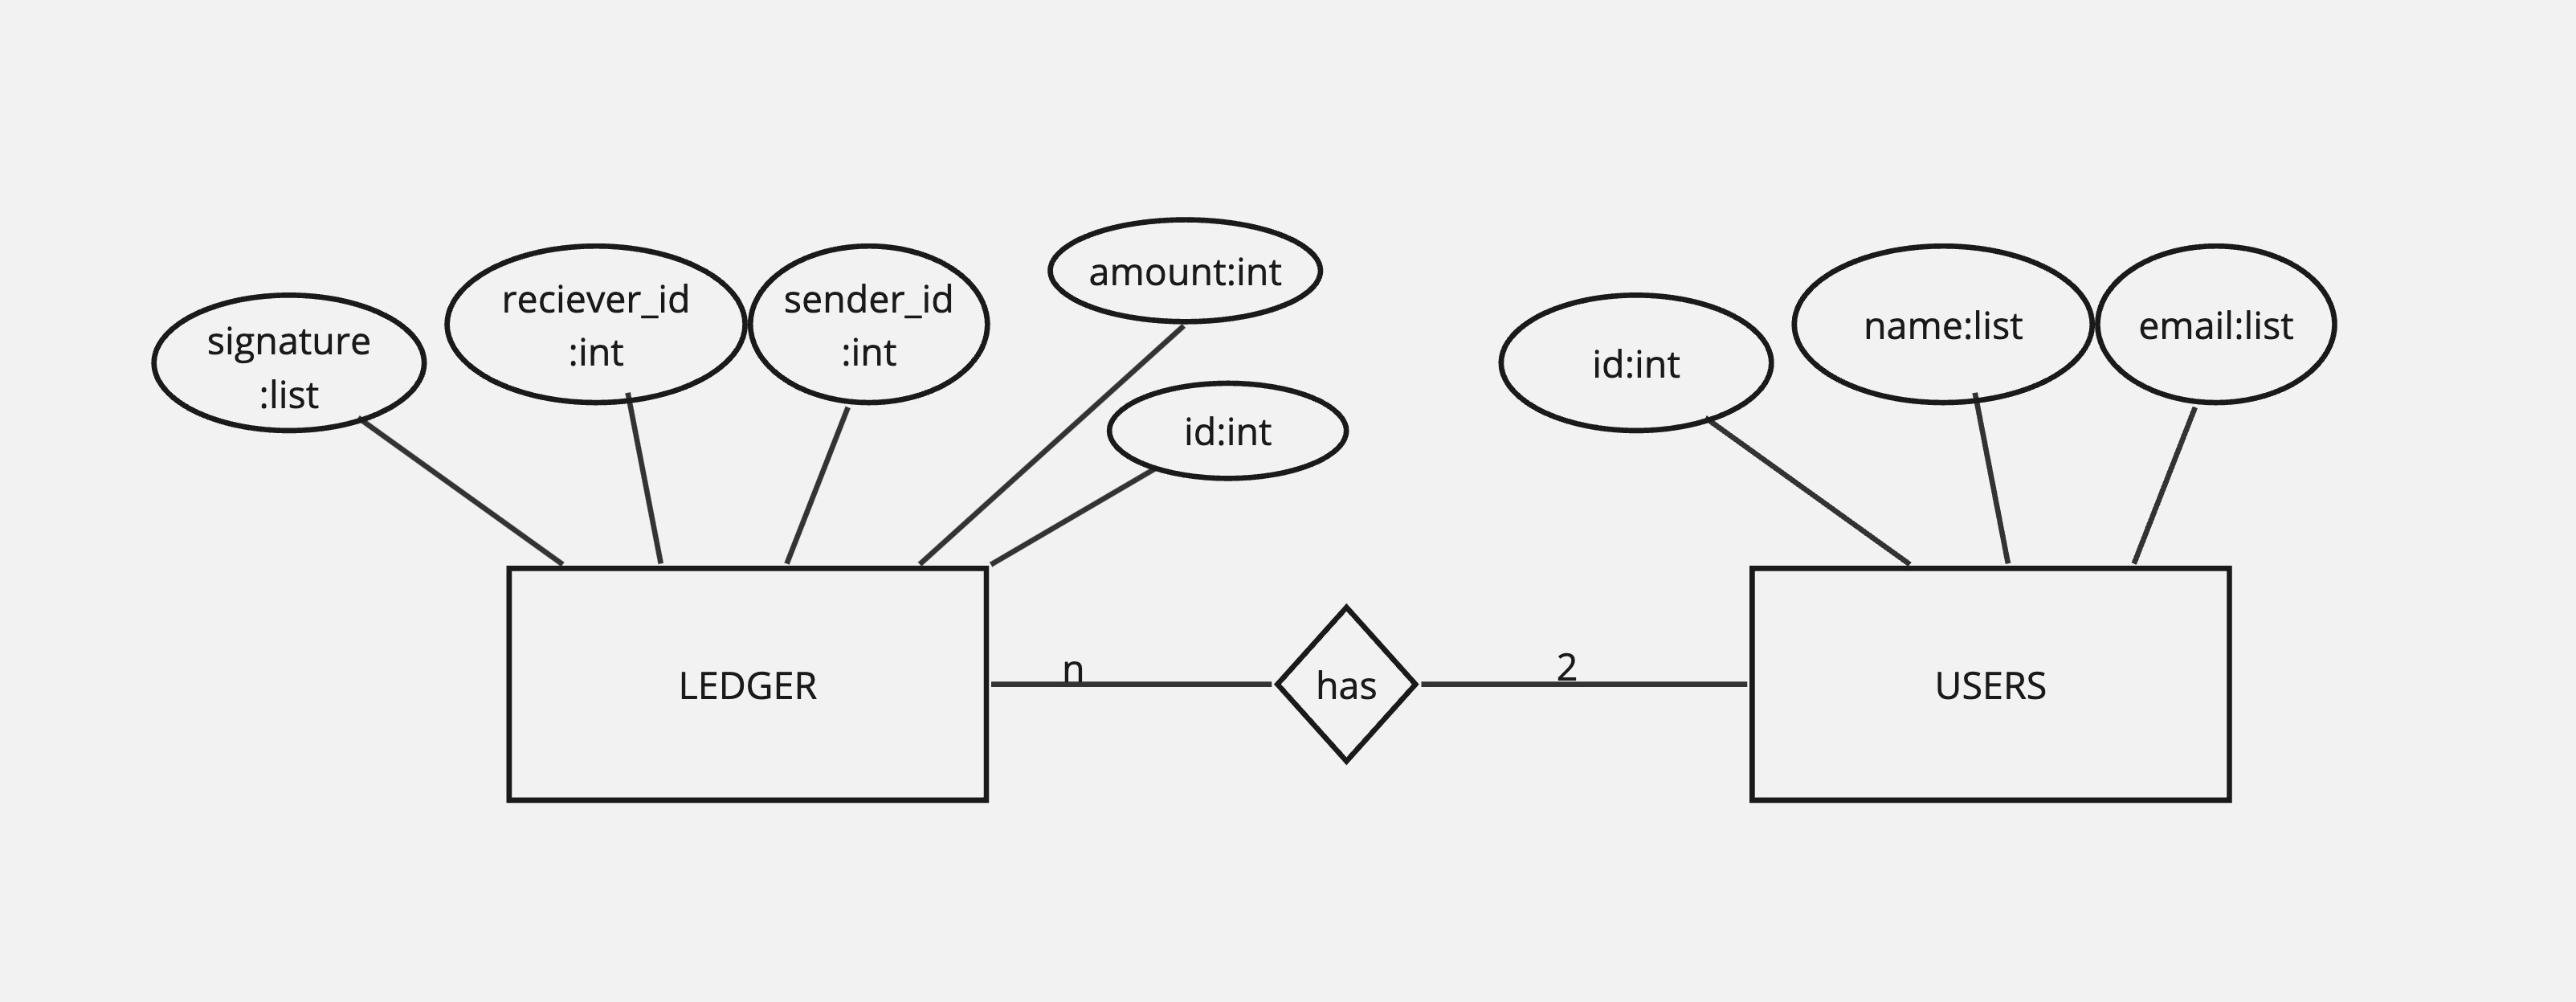 signature
:list
reciever_id
:int
sender_id
:int
amount:int
id:int
id:int
name:list
email:list
LEDGER
n
has
2
USERS